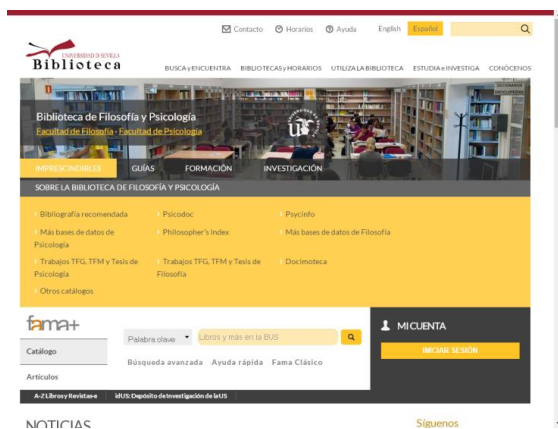 Contacto Horarios Ayuda English Español
UNIVERSIDAD D SEVILLA
Biblioteca
BUSCA y ENCUENTRA BIBLIOTECAS y HORARIOS UTILIZA LA BIBLIOTECA ESTUDIA e INVESTIGA CONÓCENOS
Biblioteca de Filosofía y Psicología
Facultad de Filosofía - Facultad de Psicología
IMPRESCINDIBLES GUÍAS FORMACIÓN INVESTIGACIÓN
SOBRE LA BIBLIOTECA DE FILOSOFÍA Y PSICOLOGÍA
Bibliografía recomendada Psicodoc Psycinfo
Más bases de datos de Psicología Philosopher's Index Más bases de datos de Filosofía
Trabajos TFG, TFM y Tesis de Psicología Trabajos TFG, TFM y Tesis de Filosofía Docimoteca
Otros catálogos
fama+
Catálogo
Artículos
Palabra clave Libros y más en la BUS
Búsqueda avanzada Ayuda rápida Fama Clásico
MI CUENTA
INICIAR SESIÓN
A-Z Libros y Revistas-e idUS: Depósito de Investigación de la US
NOTICIAS
Síguenos